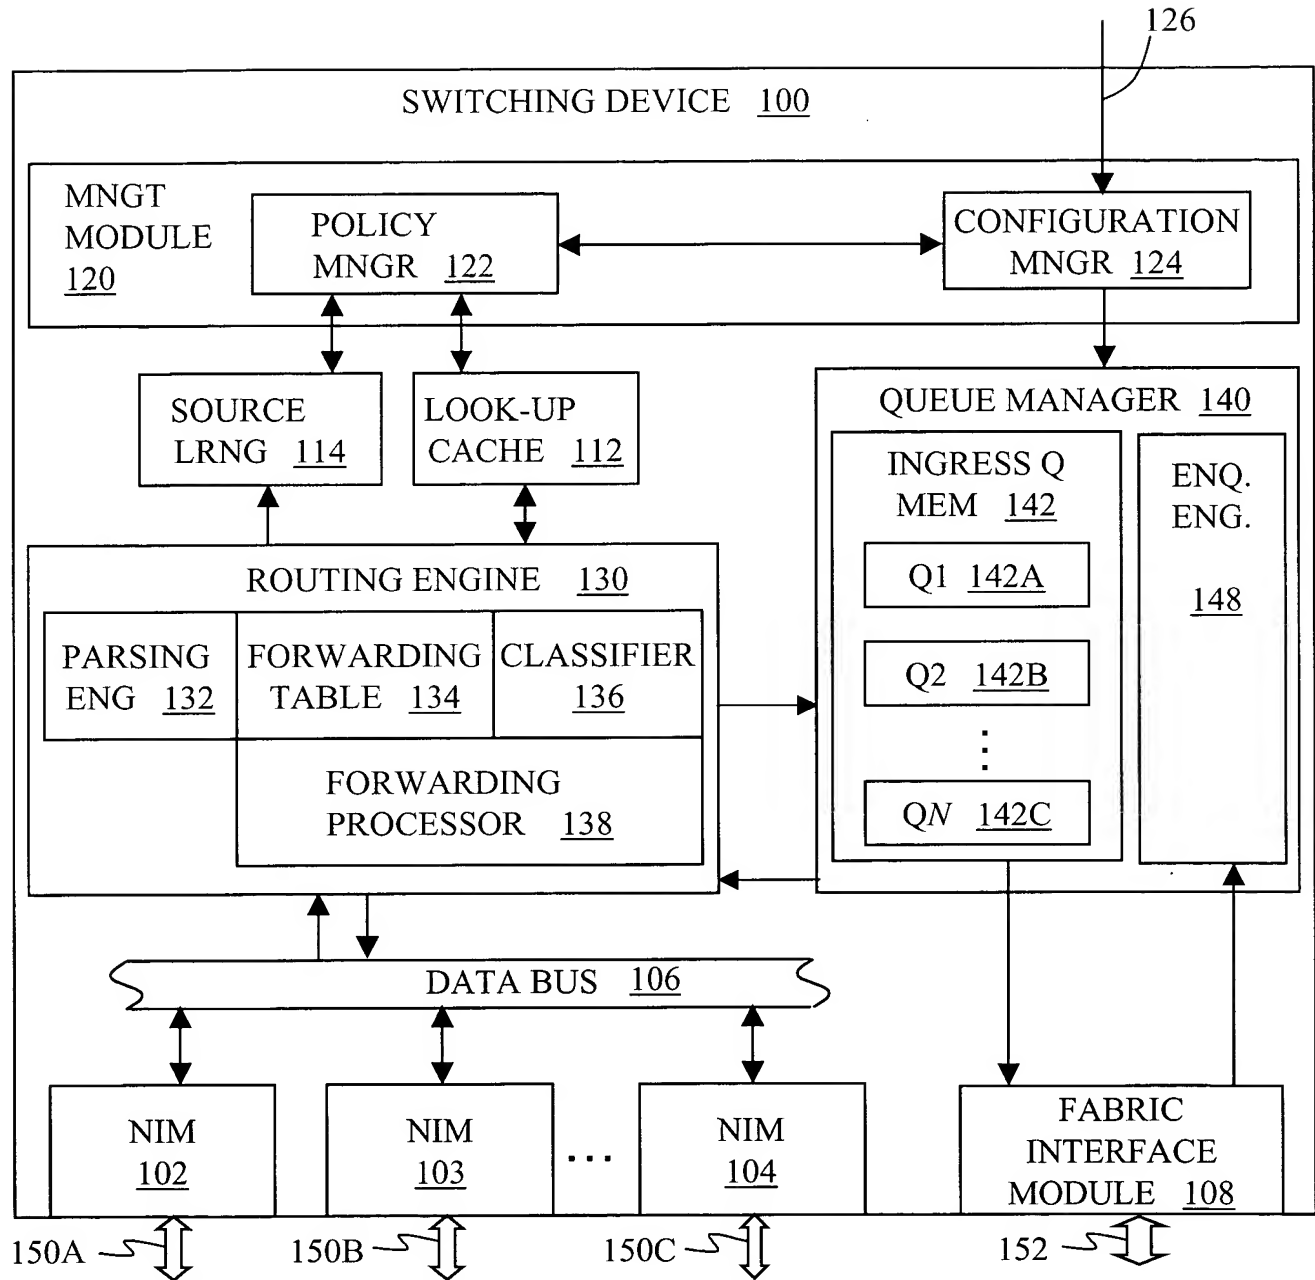 126
SWITCHING DEVICE 100
MNGT
MODULE
120
POLICY
MNGR 122
CONFIGURATION
MNGR 124
SOURCE
LRNG 114
LOOK-UP
CACHE 112
QUEUE MANAGER 140
INGRESS Q
MEM 142
Q1 142A
Q2 142B
QN 142C
ENQ.
ENG.
148
ROUTING ENGINE 130
PARSING
ENG 132
FORWARDING
TABLE 134
CLASSIFIER
136
FORWARDING
PROCESSOR 138
DATA BUS 106
NIM
102
NIM
103
...
NIM
104
FABRIC
INTERFACE
MODULE 108
150A
150B
150C
152